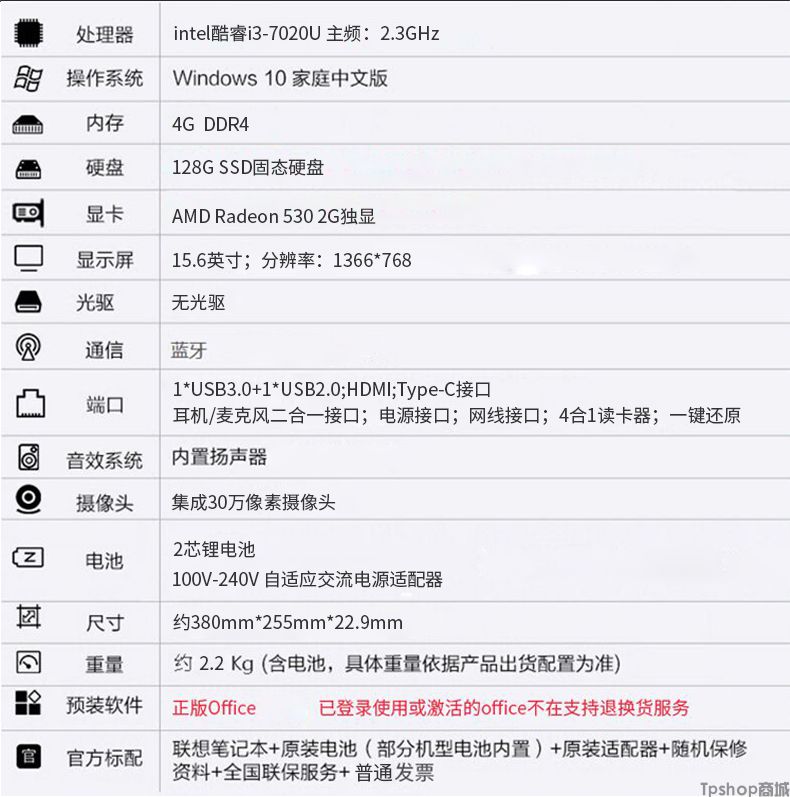 处理器 intel酷睿i3-7020U 主频：2.3GHz
操作系统 Windows 10 家庭中文版
内存 4G DDR4
硬盘 128G SSD固态硬盘
显卡 AMD Radeon 530 2G独显
显示屏 15.6英寸；分辨率：1366*768
光驱 无光驱
通信 蓝牙
端口 1*USB3.0+1*USB2.0;HDMI;Type-C接口
耳机/麦克风二合一接口；电源接口；网线接口；4合1读卡器；一键还原
音效系统 内置扬声器
摄像头 集成30万像素摄像头
电池 2芯锂电池
100V-240V 自适应交流电源适配器
尺寸 约380mm*255mm*22.9mm
重量 约 2.2 Kg (含电池，具体重量依据产品出货配置为准)
预装软件 正版Office 已登录使用或激活的office不在支持退换货服务
官 官方标配 联想笔记本+原装电池（部分机型电池内置）+原装适配器+随机保修
资料+全国联保服务+ 普通发票
Tpshop商城